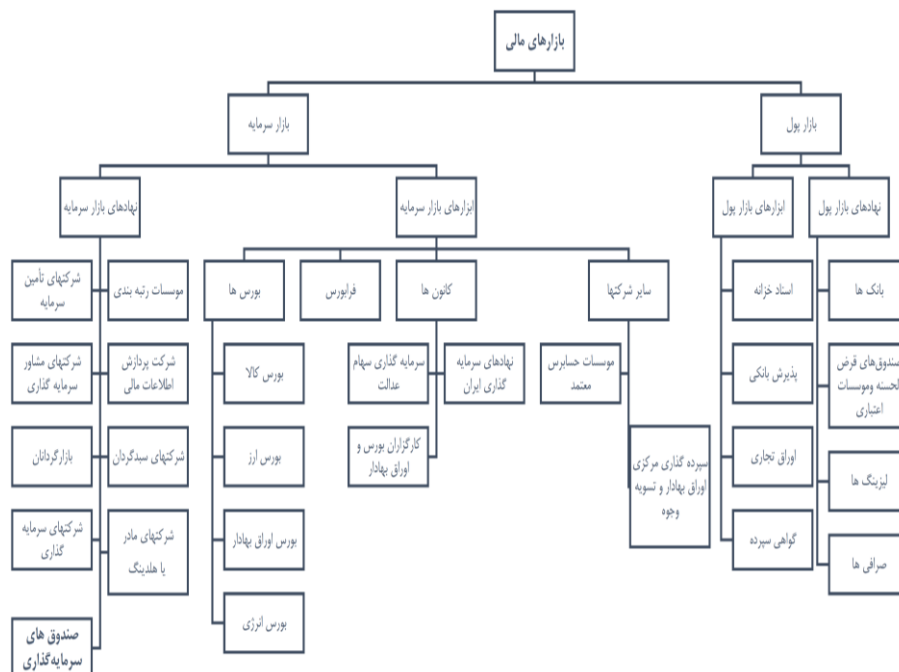 بازارهای مالی
بازار پول
بازار سرمایه
نهادهای بازار پول
ابزارهای بازار پول
ابزارهای بازار سرمایه
نهادهای بازار سرمایه
بانک ها
صندوق‌های قرض
لحسنه وموسسات
اعتباری
لیزینگ ها
صرافی ها
اسناد خزانه
پذیرش بانکی
اوراق تجاری
گواهی سپرده
سایر شرکتها
موسسات حسابرس
معتمد
سپرده گذاری مرکزی
اوراق بهادار و تسویه
وجوه
کانون ها
نهادهای سرمایه
گذاری ایران
سرمایه گذاری سهام
عدالت
کارگزاران بورس و
اوراق بهادار
فرابورس
بورس ها
بورس کالا
بورس ارز
بورس اوراق بهادار
بورس انرژی
موسسات رتبه بندی
شرکتهای تأمین
سرمایه
شرکت پردازش
اطلاعات مالی
شرکتهای مشاور
سرمایه گذاری
شرکتهای سبدگردان
بازارگردانان
شرکتهای مادر
یا هلدینگ
شرکتهای سرمایه
گذاری
صندوق های
سرمایه‌گذاری